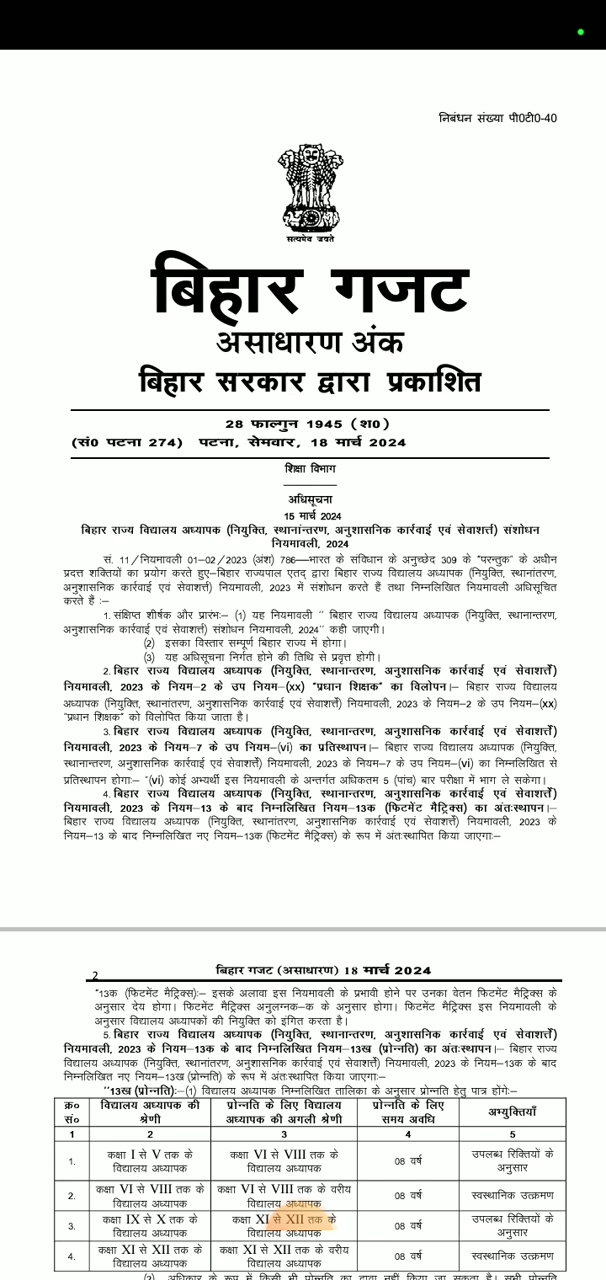 निबंधन संख्या पी0टी0-40
सत्यमेव जयते
बिहार गजट
असाधारण अंक
बिहार सरकार द्वारा प्रकाशित
28 फाल्गुन 1945 (श0)
(सं0 पटना 274) पटना, सेमवार, 18 मार्च 2024
शिक्षा विभाग
अधिसूचना
15 मार्च 2024
बिहार राज्य विद्यालय अध्यापक (नियुक्ति, स्थानांन्तरण, अनुशासनिक कार्रवाई एवं सेवाशर्त्त) संशोधन
नियमावली, 2024
सं. 11/नियमावली 01–02/2023 (अंश) 786—भारत के संविधान के अनुच्छेद 309 के "परन्तुक" के अधीन
प्रदत्त शक्तियों का प्रयोग करते हुए–बिहार राज्यपाल एतद् द्वारा बिहार राज्य विद्यालय अध्यापक (नियुक्ति, स्थानान्तरण,
अनुशासनिक कार्रवाई एवं सेवाशर्त्त) नियमावली, 2023 में संशोधन करते हैं तथा निम्नलिखित नियमावली अधिसूचित
करते हैं :–
1. संक्षिप्त शीर्षक और प्रारंभः– (1) यह नियमावली " बिहार राज्य विद्यालय अध्यापक (नियुक्ति, स्थानान्तरण,
अनुशासनिक कार्रवाई एवं सेवाशर्त्त) संशोधन नियमावली, 2024" कही जाएगी।
(2) इसका विस्तार सम्पूर्ण बिहार राज्य में होगा।
(3) यह अधिसूचना निर्गत होने की तिथि से प्रवृत्त होगी।
2. बिहार राज्य विद्यालय अध्यापक (नियुक्ति, स्थानान्तरण, अनुशासनिक कार्रवाई एवं सेवाशर्त्तें)
नियमावली, 2023 के नियम–2 के उप नियम–(xx) "प्रधान शिक्षक" का विलोपन।– बिहार राज्य विद्यालय
अध्यापक (नियुक्ति, स्थानान्तरण, अनुशासनिक कार्रवाई एवं सेवाशर्त्तें) नियमावली, 2023 के नियम–2 के उप नियम–(xx)
"प्रधान शिक्षक" को विलोपित किया जाता है।
3. बिहार राज्य विद्यालय अध्यापक (नियुक्ति, स्थानान्तरण, अनुशासनिक कार्रवाई एवं सेवाशर्त्तें)
नियमावली, 2023 के नियम–7 के उप नियम–(vi) का प्रतिस्थापन।– बिहार राज्य विद्यालय अध्यापक (नियुक्ति,
स्थानान्तरण, अनुशासनिक कार्रवाई एवं सेवाशर्त्तें) नियमावली, 2023 के नियम–7 के उप नियम–(vi) का निम्नलिखित से
प्रतिस्थापन होगाः– "(vi) कोई अभ्यर्थी इस नियमावली के अन्तर्गत अधिकतम 5 (पांच) बार परीक्षा में भाग ले सकेगा।
4. बिहार राज्य विद्यालय अध्यापक (नियुक्ति, स्थानान्तरण, अनुशासनिक कार्रवाई एवं सेवाशर्त्तें)
नियमावली, 2023 के नियम–13 के बाद निम्नलिखित नियम–13क (फिटमेंट मैट्रिक्स) का अंतःस्थापन।–
बिहार राज्य विद्यालय अध्यापक (नियुक्ति, स्थानांतरण, अनुशासनिक कार्रवाई एवं सेवाशर्त्तें) नियमावली, 2023 के
नियम–13 के बाद निम्नलिखित नए नियम–13क (फिटमेंट मैट्रिक्स) के रूप में अंतःस्थापित किया जाएगाः–
2 बिहार गजट (असाधारण) 18 मार्च 2024
"13क (फिटमेंट मैट्रिक्स)ः– इसके अलावा इस नियमावली के प्रभावी होने पर उनका वेतन फिटमेंट मैट्रिक्स के
अनुसार देय होगा। फिटमेंट मैट्रिक्स अनुलग्नक–क के अनुसार होगा। फिटमेंट मैट्रिक्स इस नियमावली के
अनुसार विद्यालय अध्यापकों की नियुक्ति को इंगित करता है।
5. बिहार राज्य विद्यालय अध्यापक (नियुक्ति, स्थानान्तरण, अनुशासनिक कार्रवाई एवं सेवाशर्त्तें)
नियमावली, 2023 के नियम–13क के बाद निम्नलिखित नियम–13ख (प्रोन्नति) का अंतःस्थापन।– बिहार राज्य
विद्यालय अध्यापक (नियुक्ति, स्थानान्तरण, अनुशासनिक कार्रवाई एवं सेवाशर्त्तें) नियमावली, 2023 के नियम–13क के बाद
निम्नलिखित नए नियम–13ख (प्रोन्नति) के रूप में अंतःस्थापित किया जाएगाः–
"13ख (प्रोन्नति)ः–(1) विद्यालय अध्यापक निम्नलिखित तालिका के अनुसार प्रोन्नति हेतु पात्र होंगेः–
क्र० सं० विद्यालय अध्यापक की श्रेणी प्रोन्नति के लिए विद्यालय अध्यापक की अगली श्रेणी प्रोन्नति के लिए समय अवधि अभ्युक्तियाँ
1 2 3 4 5
1. कक्षा I से V तक के विद्यालय अध्यापक कक्षा VI से VIII तक के विद्यालय अध्यापक 08 वर्ष उपलब्ध रिक्तियों के अनुसार
2. कक्षा VI से VIII तक के विद्यालय अध्यापक कक्षा VI से VIII तक के वरीय विद्यालय अध्यापक 08 वर्ष स्वस्थानिक उत्क्रमण
3. कक्षा IX से X तक के विद्यालय अध्यापक कक्षा XI से XII तक के विद्यालय अध्यापक 08 वर्ष उपलब्ध रिक्तियों के अनुसार
4. कक्षा XI से XII तक के विद्यालय अध्यापक कक्षा XI से XII तक के वरीय विद्यालय अध्यापक 08 वर्ष स्वस्थानिक उत्क्रमण